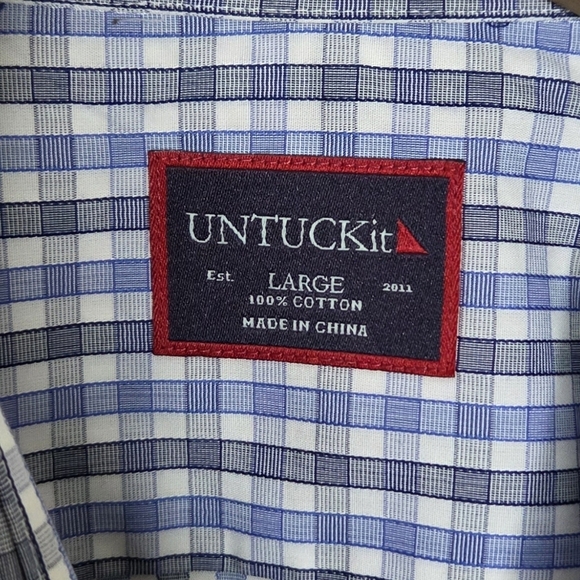 UNTUCKit
Est. LARGE 2011
100% COTTON
MADE IN CHINA